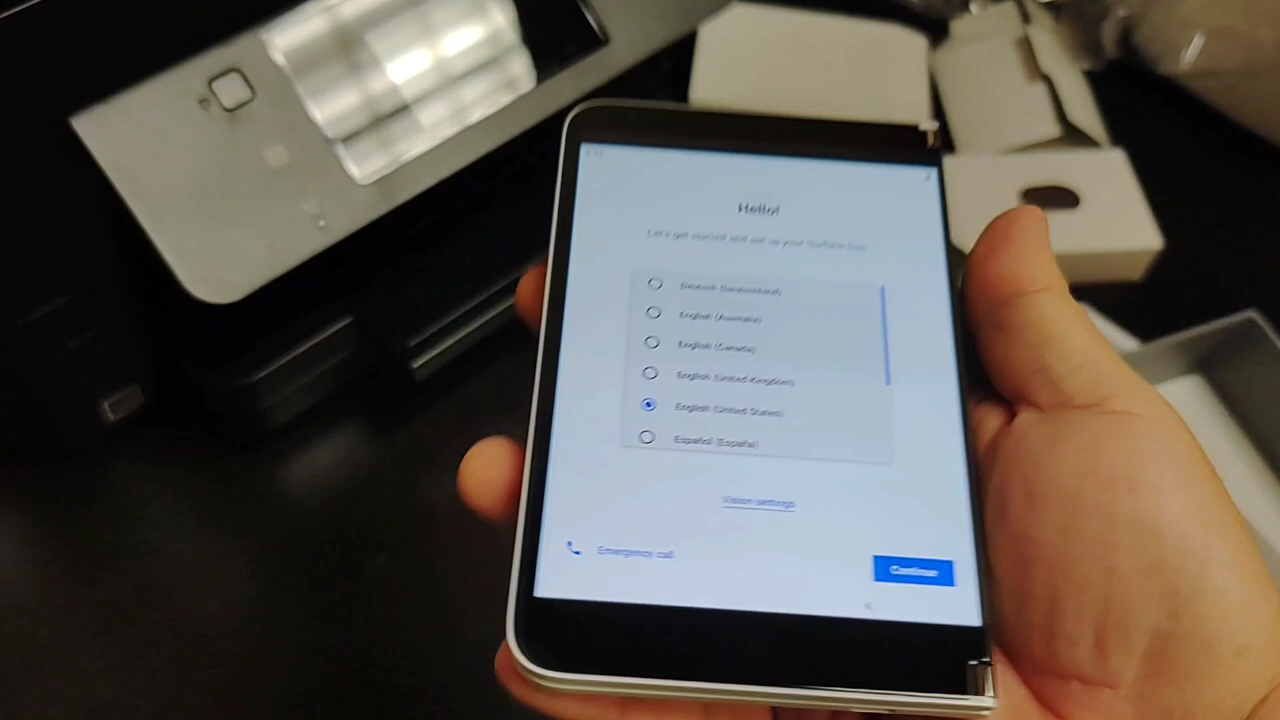 Hello!
Let's get started and set up your Surface Duo
Deutsch (Deutschland)
English (Australia)
English (Canada)
English (United Kingdom)
English (United States)
Español (España)
Vision settings
Emergency call
Continue